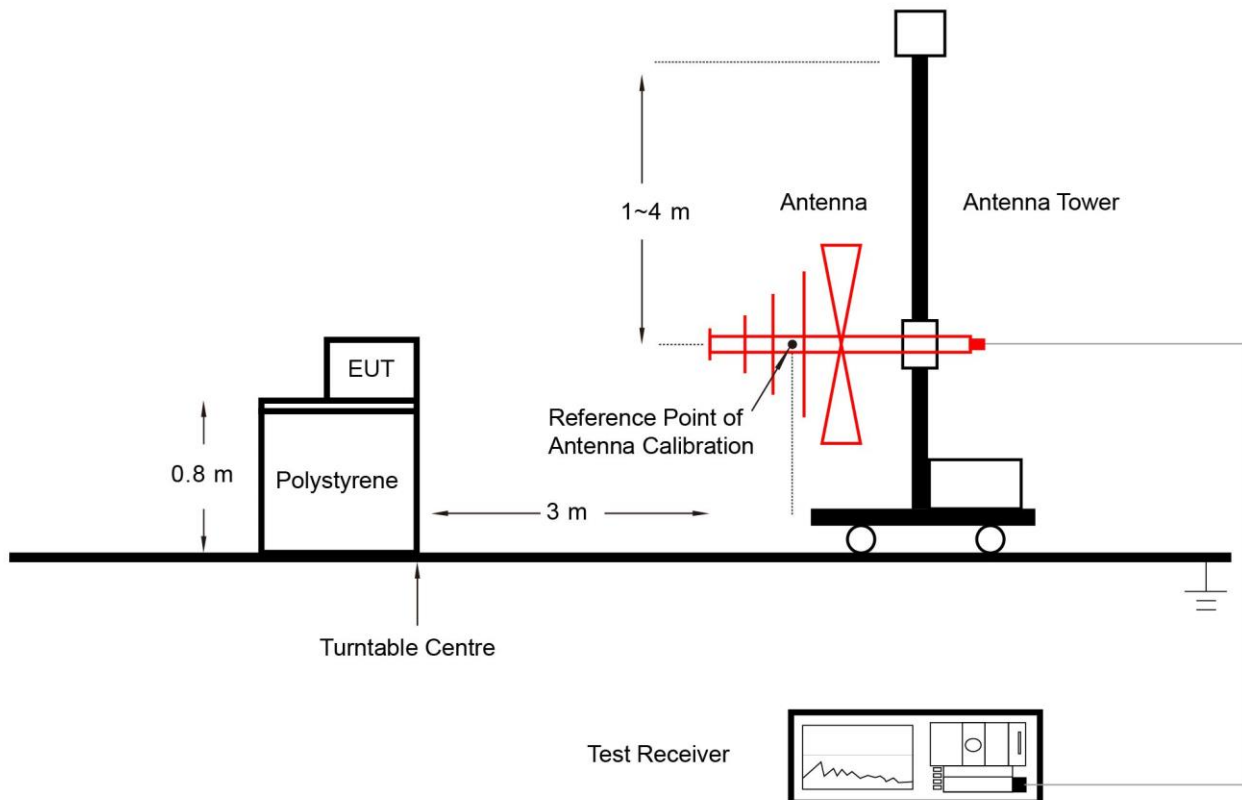 1~4 m
Antenna
Antenna Tower
EUT
Reference Point of
Antenna Calibration
0.8 m
Polystyrene
3 m
Turntable Centre
Test Receiver